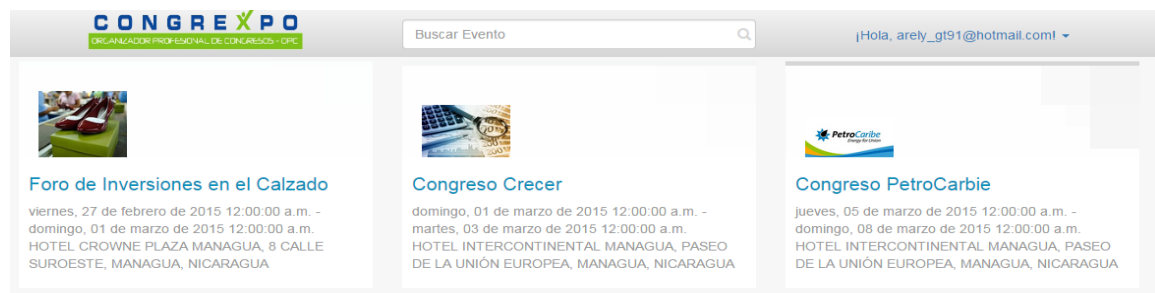 CONGREXPO
ORGANIZADOR PROFESIONAL DE CONGRESOS - OPC
Buscar Evento
¡Hola, arely_gt91@hotmail.com!
PetroCaribe
Energy for Union
Foro de Inversiones en el Calzado
viernes, 27 de febrero de 2015 12:00:00 a.m. -
domingo, 01 de marzo de 2015 12:00:00 a.m.
HOTEL CROWNE PLAZA MANAGUA, 8 CALLE
SUROESTE, MANAGUA, NICARAGUA
Congreso Crecer
domingo, 01 de marzo de 2015 12:00:00 a.m. -
martes, 03 de marzo de 2015 12:00:00 a.m.
HOTEL INTERCONTINENTAL MANAGUA, PASEO
DE LA UNIÓN EUROPEA, MANAGUA, NICARAGUA
Congreso PetroCarbie
jueves, 05 de marzo de 2015 12:00:00 a.m. -
domingo, 08 de marzo de 2015 12:00:00 a.m.
HOTEL INTERCONTINENTAL MANAGUA, PASEO
DE LA UNIÓN EUROPEA, MANAGUA, NICARAGUA